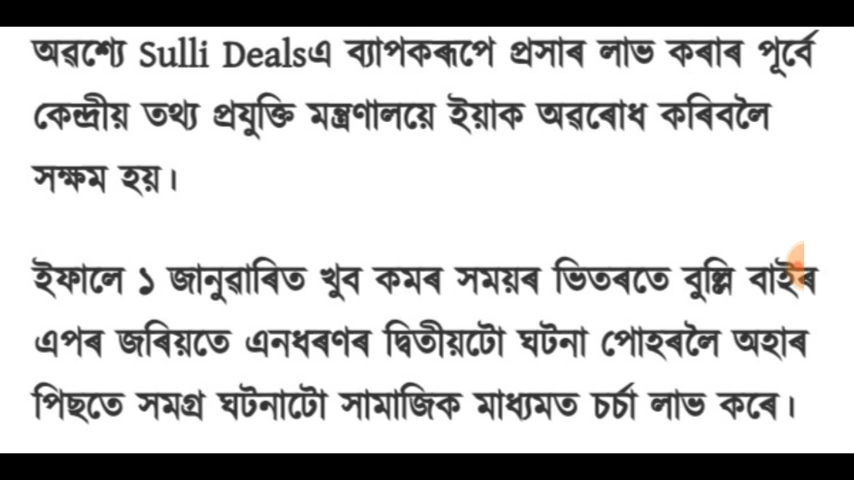 অৱশ্যে Sulli Dealsএ ব্যাপকৰূপে প্ৰসাৰ লাভ কৰাৰ পূৰ্বে
কেন্দ্ৰীয় তথ্য প্ৰযুক্তি মন্ত্ৰণালয়ে ইয়াক অৱৰোধ কৰিবলৈ
সক্ষম হয়।
ইফালে ১ জানুৱাৰিত খুব কমৰ সময়ৰ ভিতৰতে বুল্লি বাইৰ
এপৰ জৰিয়তে এনধৰণৰ দ্বিতীয়টো ঘটনা পোহৰলৈ অহাৰ
পিছতে সমগ্ৰ ঘটনাটো সামাজিক মাধ্যমত চৰ্চা লাভ কৰে।